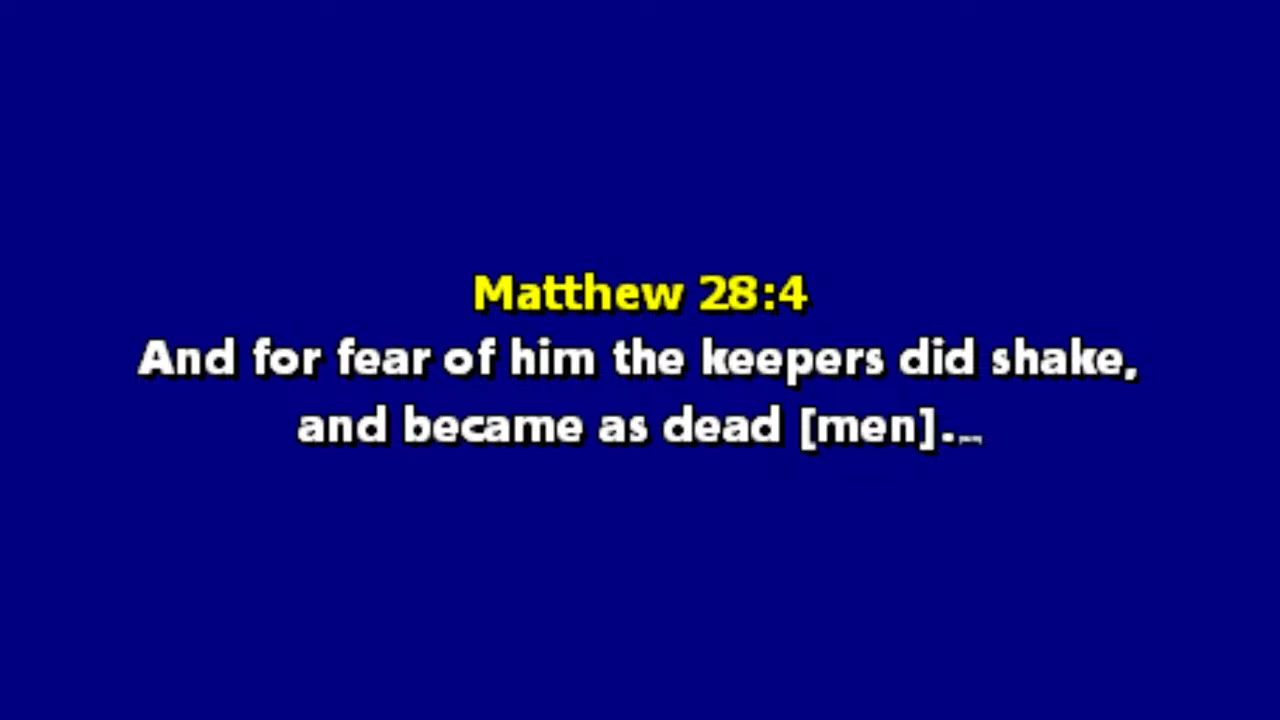 Matthew 28:4
And for fear of him the keepers did shake,
and became as dead [men].